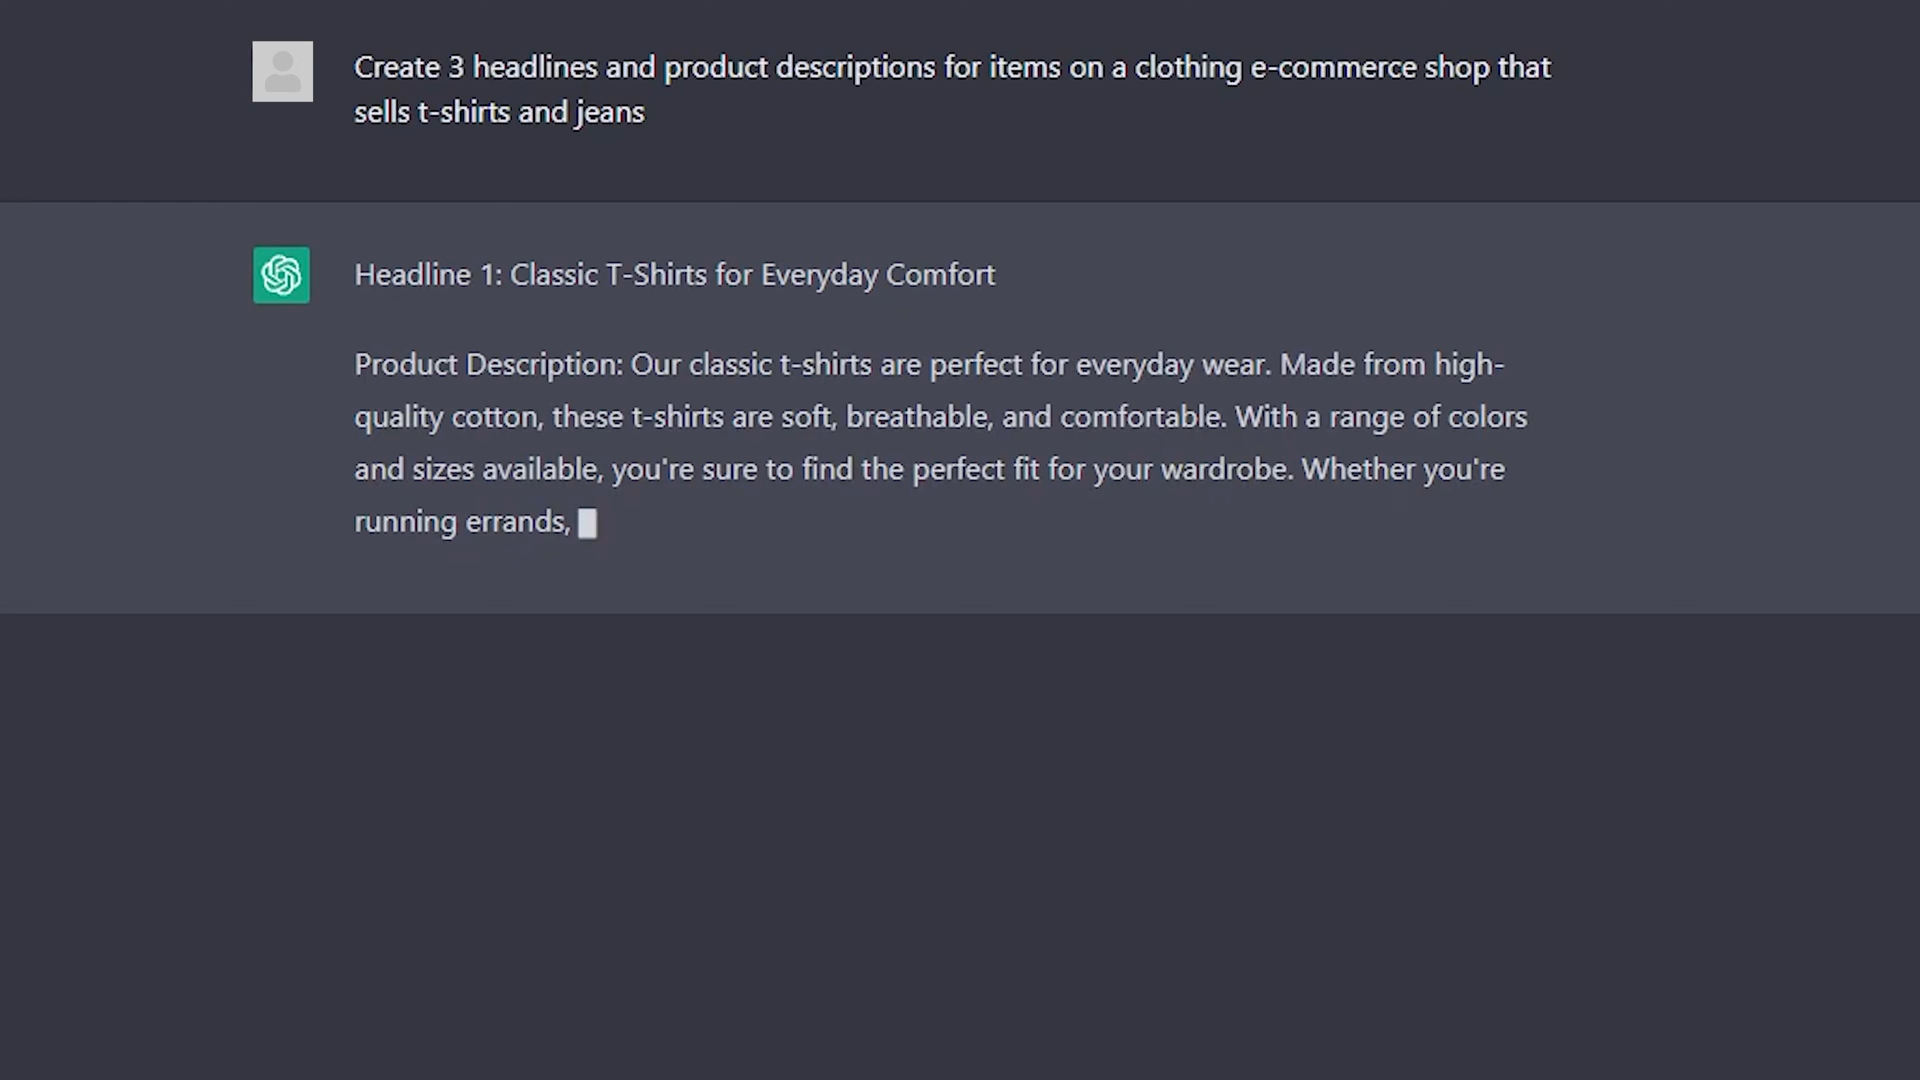 Create 3 headlines and product descriptions for items on a clothing e-commerce shop that
sells t-shirts and jeans
Headline 1: Classic T-Shirts for Everyday Comfort
Product Description: Our classic t-shirts are perfect for everyday wear. Made from high-
quality cotton, these t-shirts are soft, breathable, and comfortable. With a range of colors
and sizes available, you're sure to find the perfect fit for your wardrobe. Whether you're
running errands,